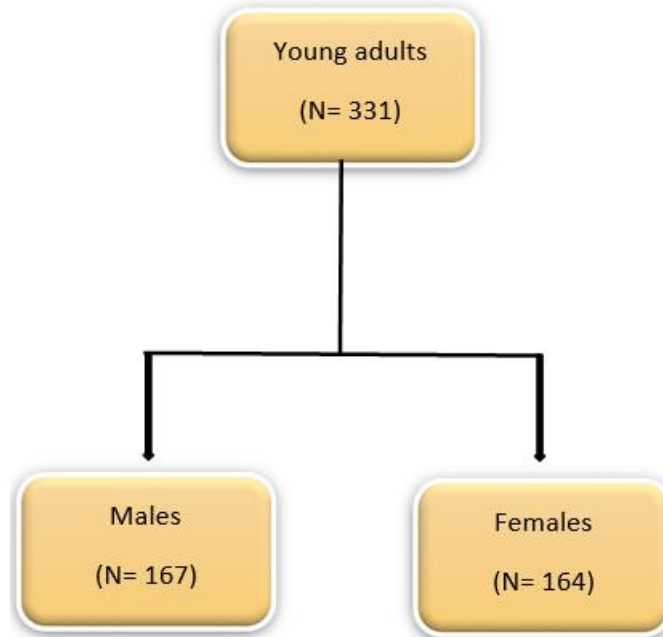 Young adults
(N= 331)
Males
(N= 167)
Females
(N= 164)